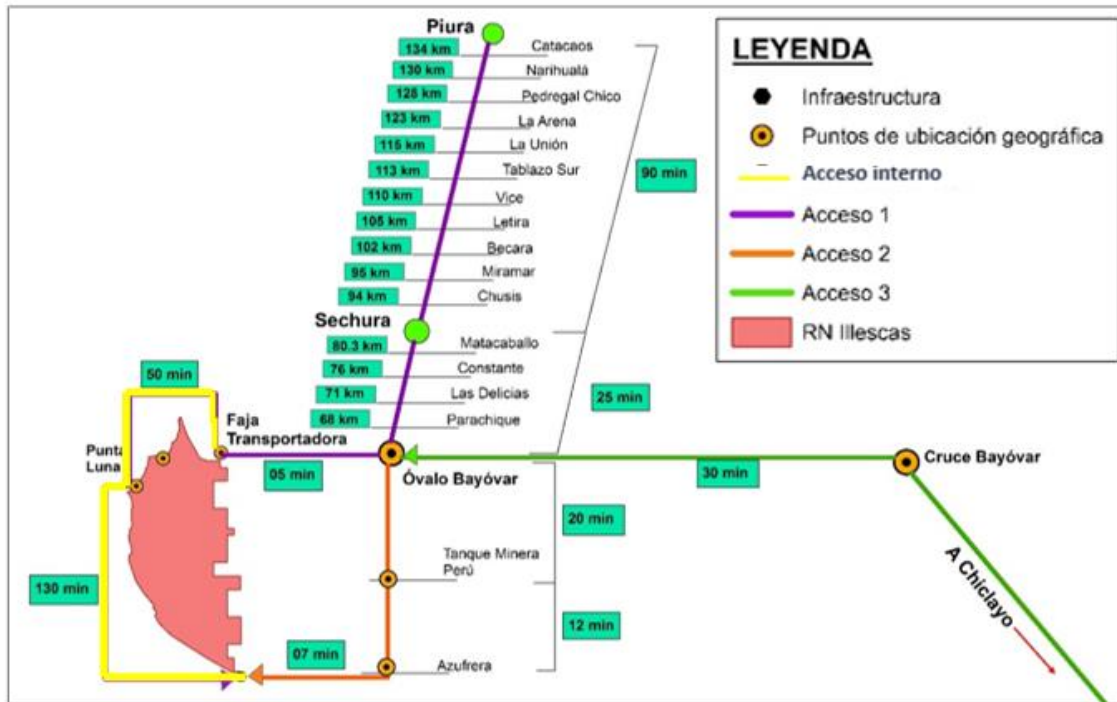 Piura
134 km
Catacaos
130 km
Narihualá
128 km
Pedregal Chico
123 km
La Arena
115 km
La Unión
113 km
Tablazo Sur
110 km
Vice
105 km
Letira
102 km
Becara
95 km
Miramar
94 km
Chusis
Sechura
80.3 km
Matacaballo
76 km
Constante
71 km
Las Delicias
68 km
Parachique
90 min
25 min
LEYENDA
Infraestructura
Puntos de ubicación geográfica
Acceso interno
Acceso 1
Acceso 2
Acceso 3
RN Illescas
50 min
Faja
Transportadora
Punta
Luna
05 min
Óvalo Bayóvar
30 min
Cruce Bayóvar
20 min
Tanque Minera
Perú
12 min
130 min
07 min
Azufrera
A Chiclayo